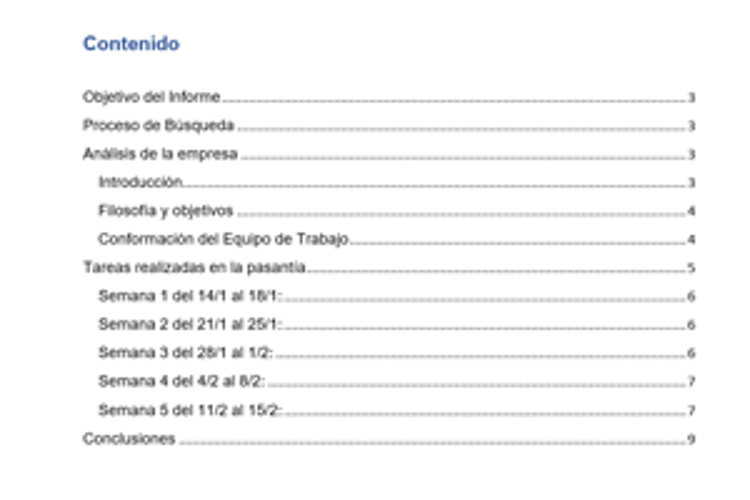 Contenido
Objetivo del Informe 3
Proceso de Búsqueda 3
Análisis de la empresa 3
Introducción 3
Filosofía y objetivos 4
Conformación del Equipo de Trabajo 4
Tareas realizadas en la pasantía 5
Semana 1 del 14/1 al 18/1: 6
Semana 2 del 21/1 al 25/1: 6
Semana 3 del 28/1 al 1/2: 6
Semana 4 del 4/2 al 8/2: 7
Semana 5 del 11/2 al 15/2: 7
Conclusiones 9